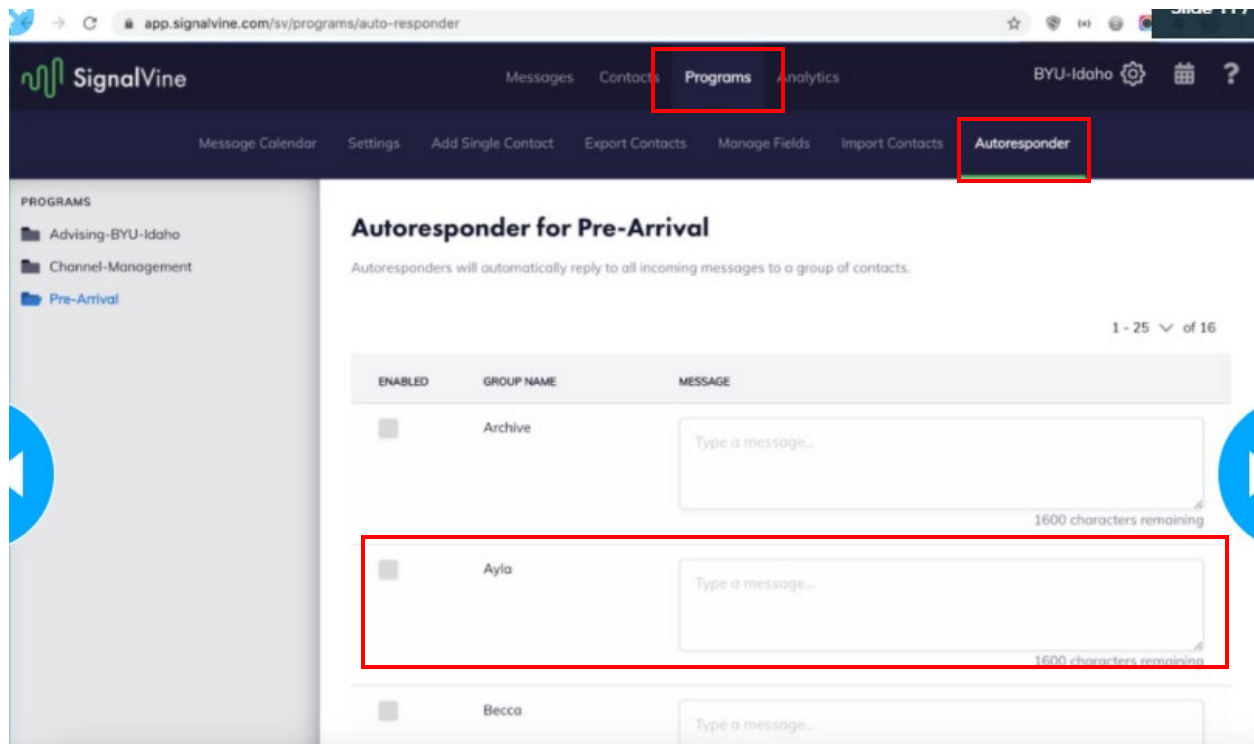 app.signalvine.com/sv/programs/auto-responder
SignalVine
Messages Contacts Programs Analytics
BYU-Idaho
?
Message Calendar Settings Add Single Contact Export Contacts Manage Fields Import Contacts Autoresponder
PROGRAMS
Advising-BYU-Idaho
Channel-Management
Pre-Arrival
Autoresponder for Pre-Arrival
Autoresponders will automatically reply to all incoming messages to a group of contacts.
1 - 25 of 16
ENABLED GROUP NAME MESSAGE
Archive
Type a message...
1600 characters remaining
Ayla
Type a message...
1600 characters remaining
Becca
Type a message...